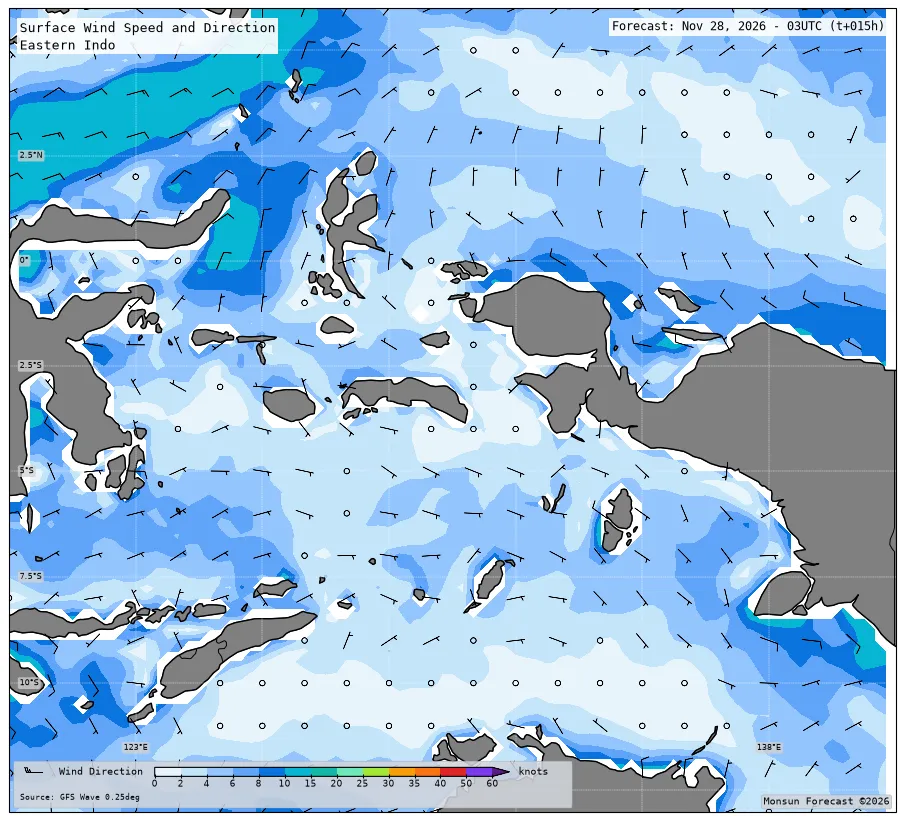 Surface Wind Speed and Direction
Eastern Indo
Forecast: Nov 28, 2026 - 03UTC (t+015h)
2.5°N
0°
2.5°S
5°S
7.5°S
10°S
123°E
138°E
Wind Direction
knots
0 2 4 6 8 10 15 20 25 30 35 40 45 50 60
Source: GFS Wave 0.25deg
Monsun Forecast ©2026